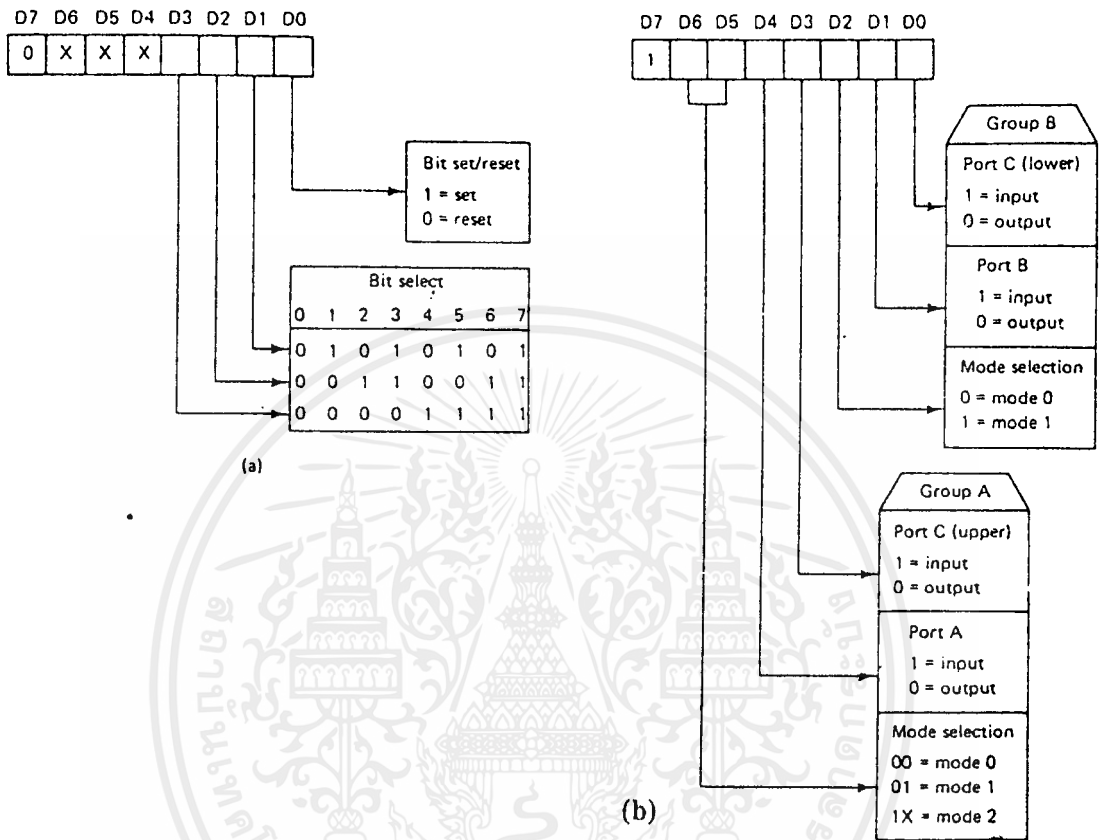 D7 D6 D5 D4 D3 D2 D1 D0
0 X X X
Bit set/reset
1 = set
0 = reset
Bit select
0 1 2 3 4 5 6 7
0 1 0 1 0 1 0 1
0 0 1 1 0 0 1 1
0 0 0 0 1 1 1 1
(a)
D7 D6 D5 D4 D3 D2 D1 D0
1
Group B
Port C (lower)
1 = input
0 = output
Port B
1 = input
0 = output
Mode selection
0 = mode 0
1 = mode 1
Group A
Port C (upper)
1 = input
0 = output
Port A
1 = input
0 = output
Mode selection
00 = mode 0
01 = mode 1
1X = mode 2
(b)